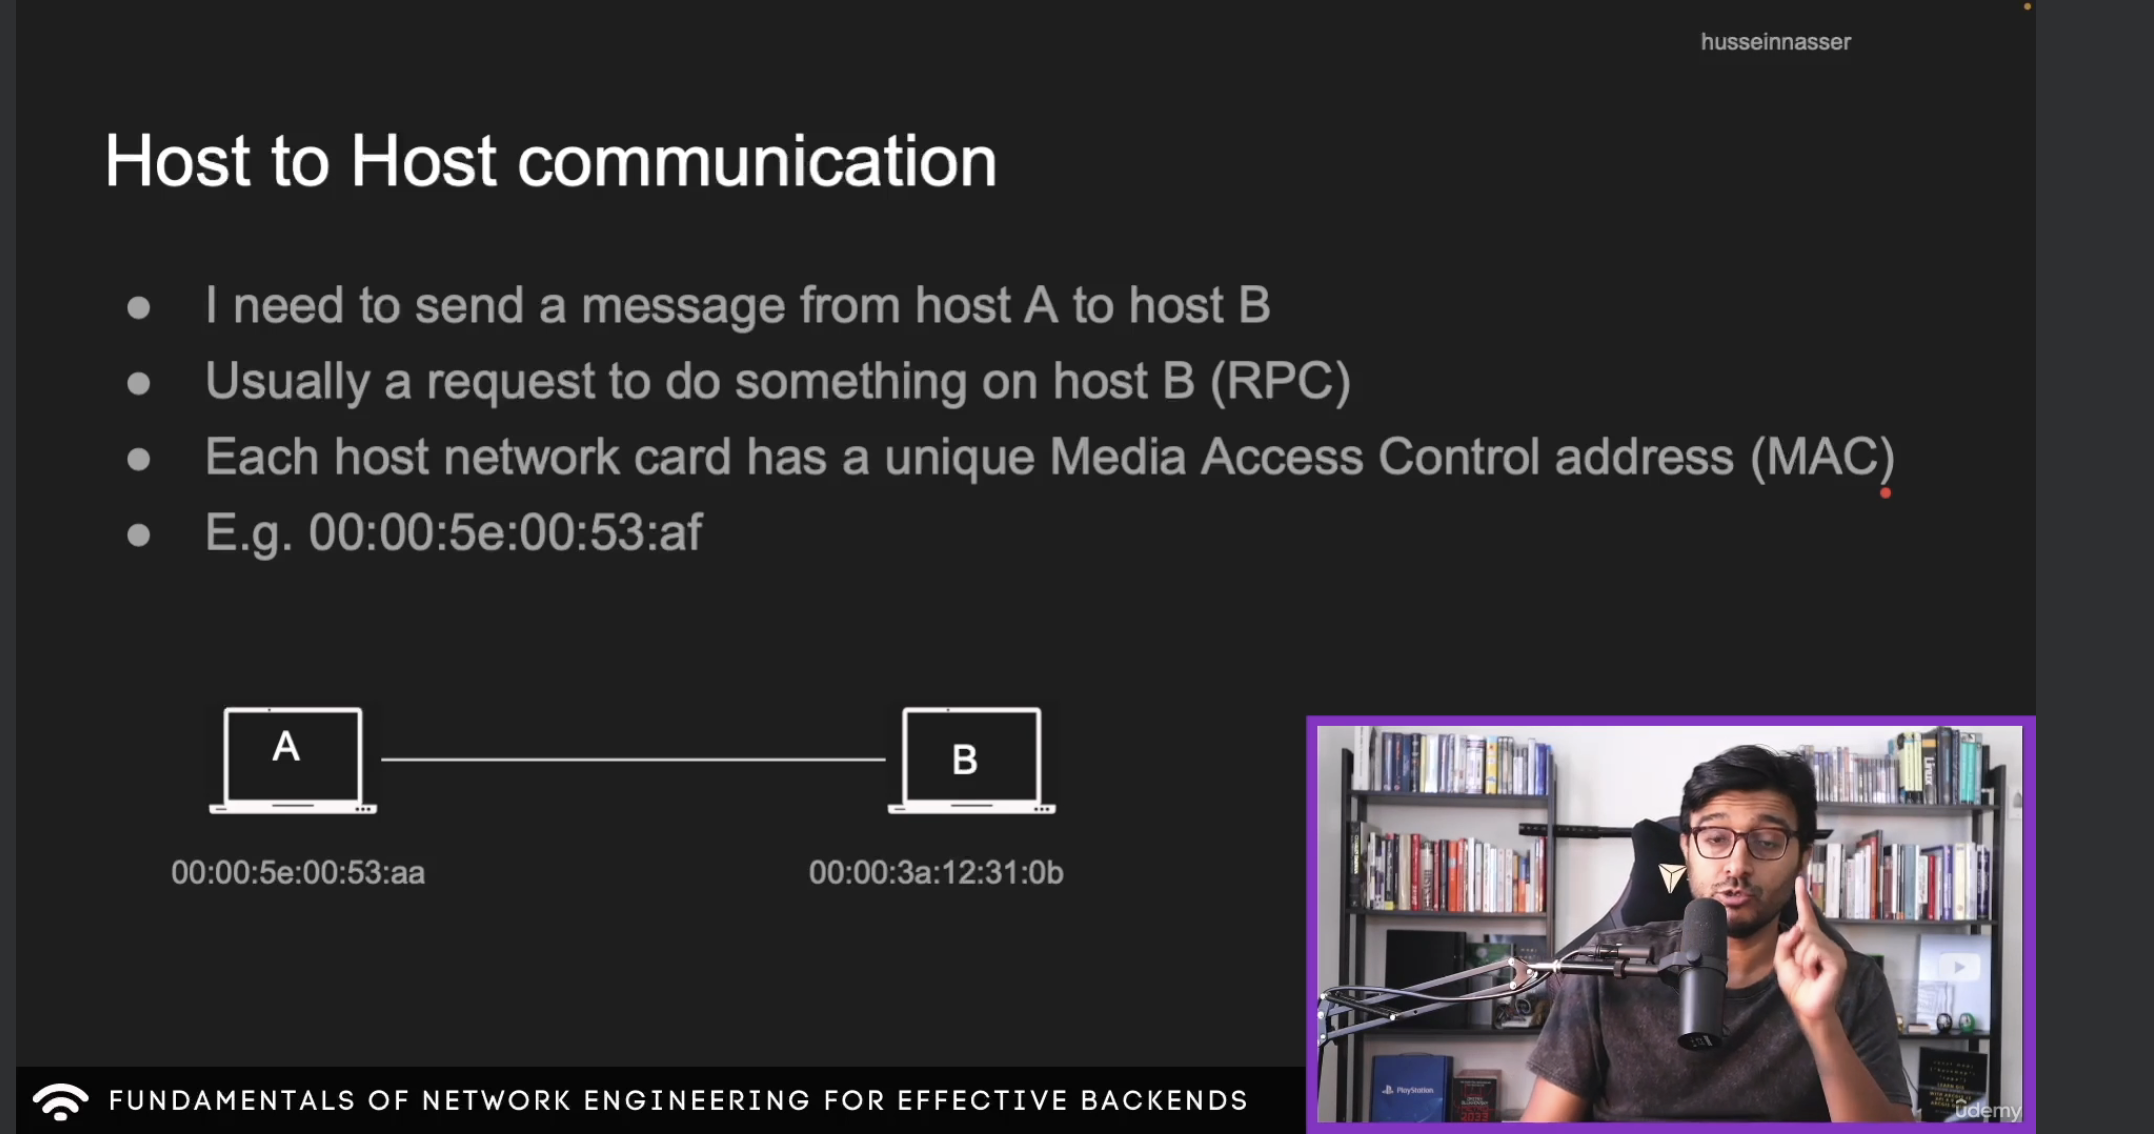 husseinnasser
Host to Host communication
● I need to send a message from host A to host B
● Usually a request to do something on host B (RPC)
● Each host network card has a unique Media Access Control address (MAC)
● E.g. 00:00:5e:00:53:af
A
B
00:00:5e:00:53:aa
00:00:3a:12:31:0b
Linux
PlayStation
2023
udemy
FUNDAMENTALS OF NETWORK ENGINEERING FOR EFFECTIVE BACKENDS